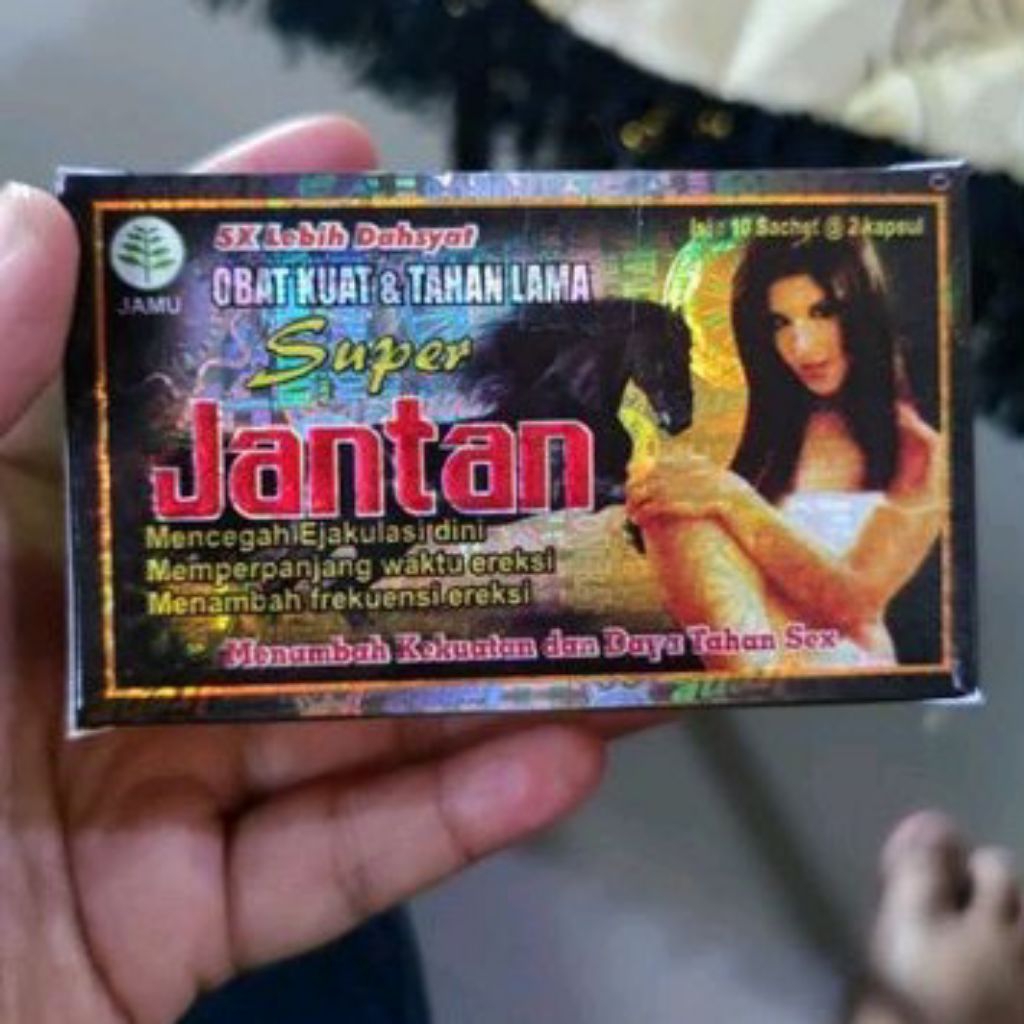 5X Lebih Dahsyat
Isi : 10 Sachet @ 2 kapsul
JAMU
OBAT KUAT & TAHAN LAMA
Super
Jantan
Mencegah Ejakulasi dini
Memperpanjang waktu ereksi
Menambah frekuensi ereksi
Menambah Kekuatan dan Daya Tahan Sex